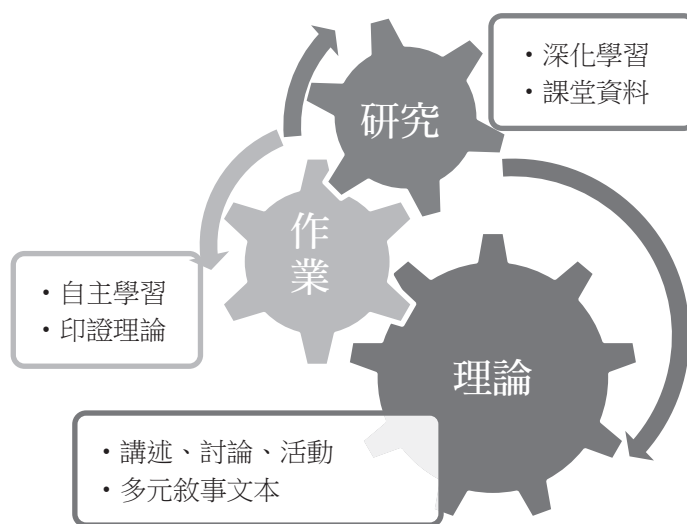 ・深化學習
・課堂資料
研究
作
業
・自主學習
・印證理論
理論
・講述、討論、活動
・多元敘事文本